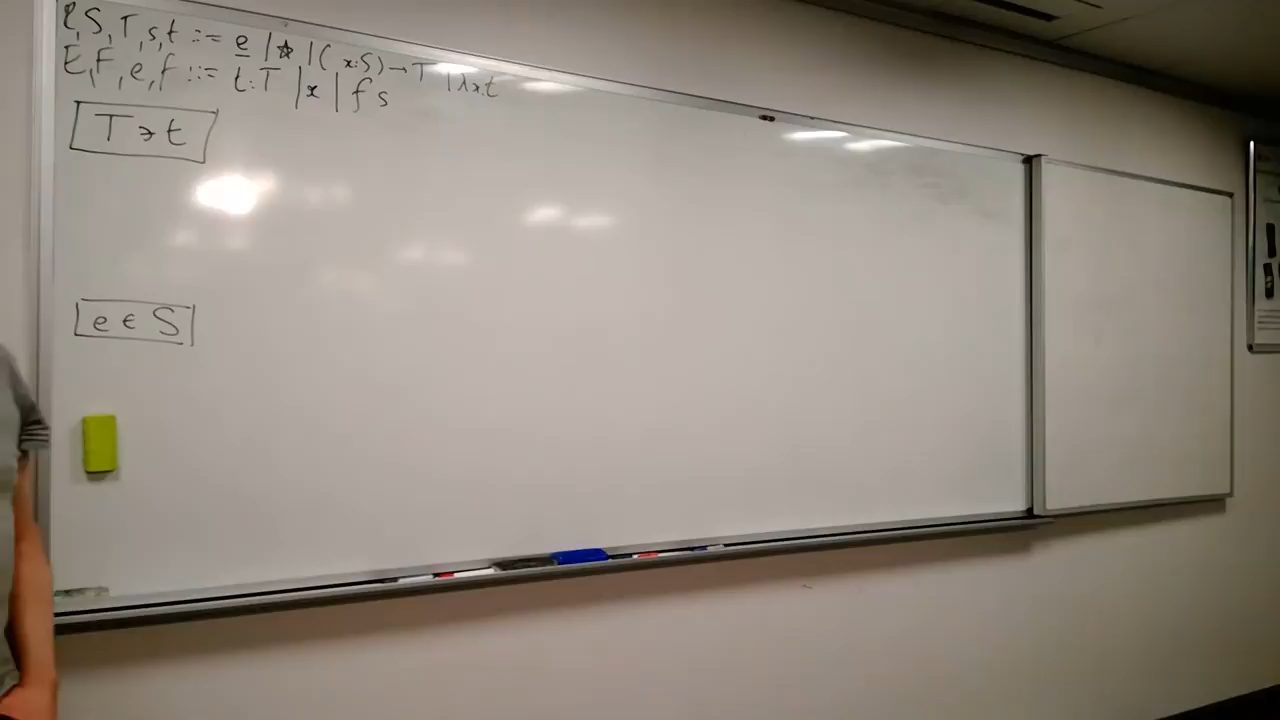 R,S,T,s,t ::= e̲ | ☆ | (x:S)→T | λx.t
E,F,e,f ::= t:T | x | f s
T ∋ t
e ∈ S